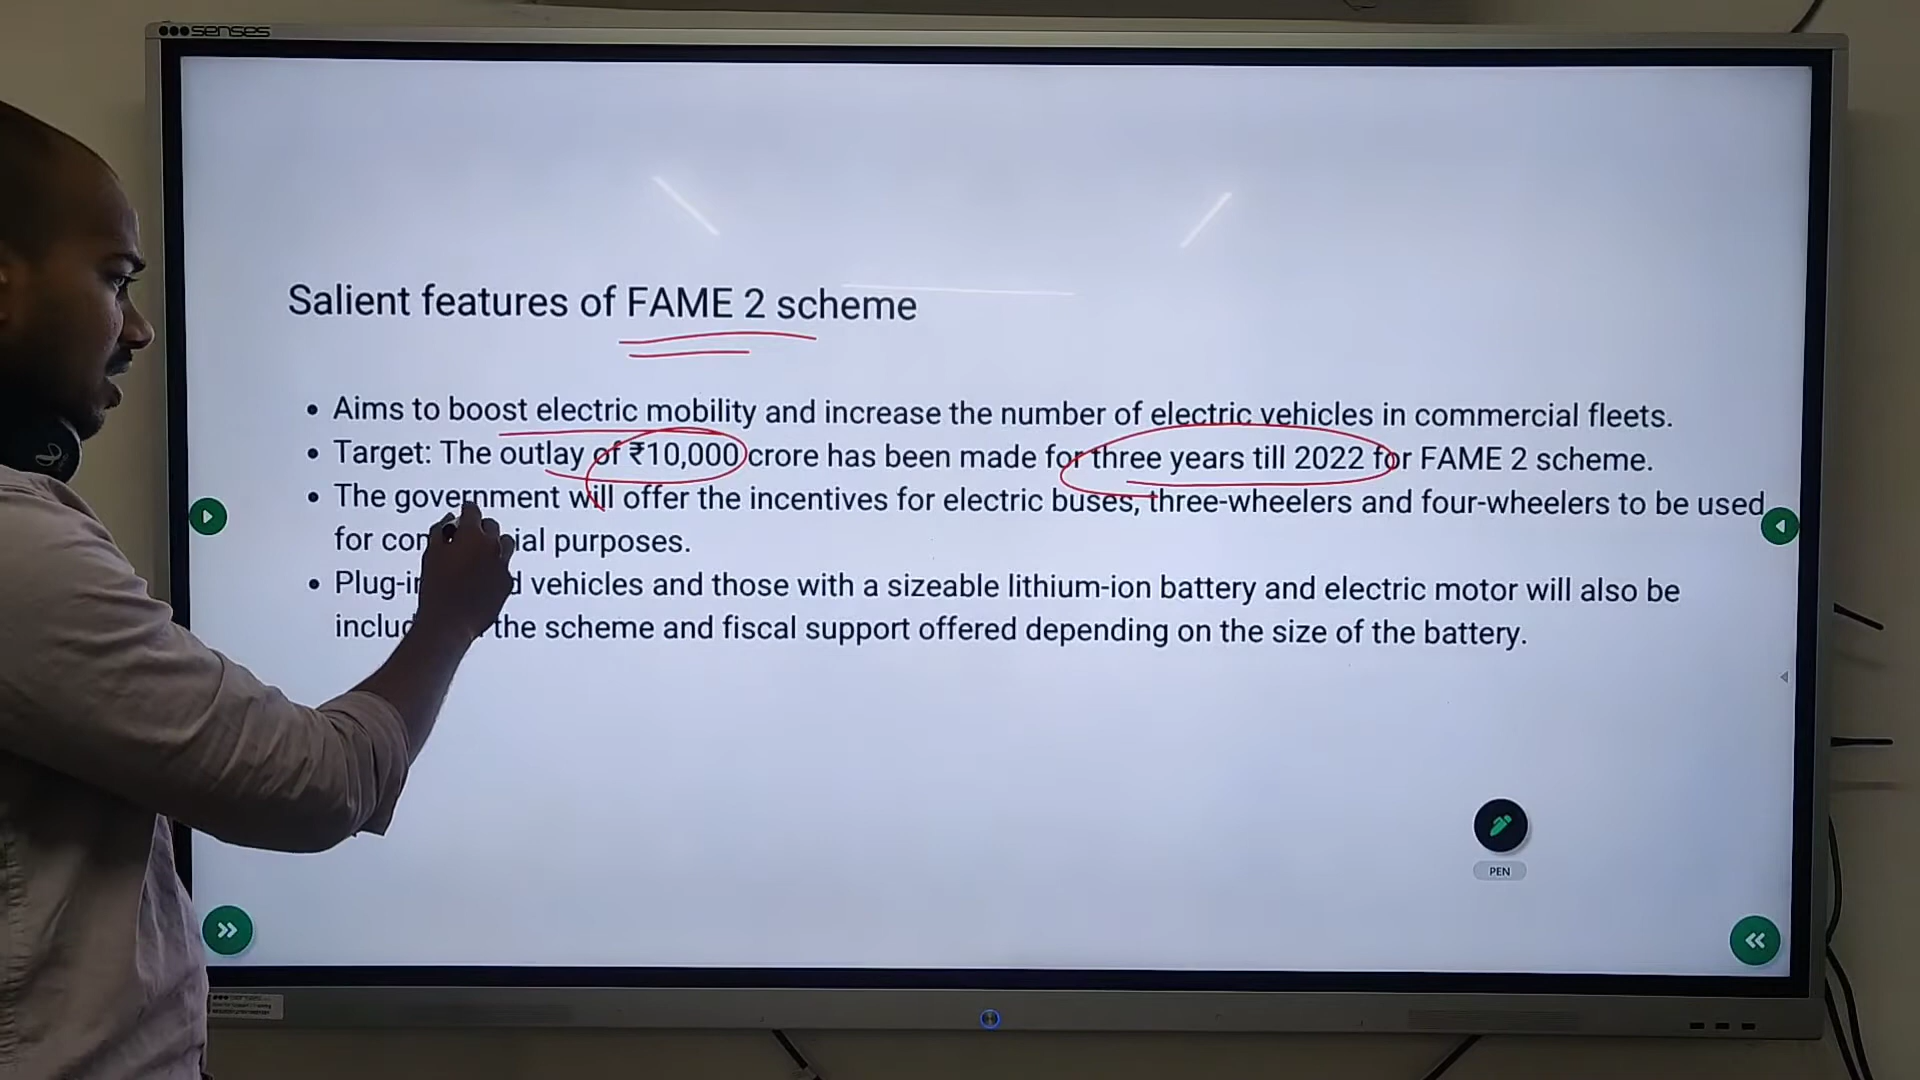 senses
Salient features of FAME 2 scheme
• Aims to boost electric mobility and increase the number of electric vehicles in commercial fleets.
• Target: The outlay of ₹10,000 crore has been made for three years till 2022 for FAME 2 scheme.
• The government will offer the incentives for electric buses, three-wheelers and four-wheelers to be used
for purposes.
• vehicles and those with a sizeable lithium-ion battery and electric motor will also be
the scheme and fiscal support offered depending on the size of the battery.
PEN